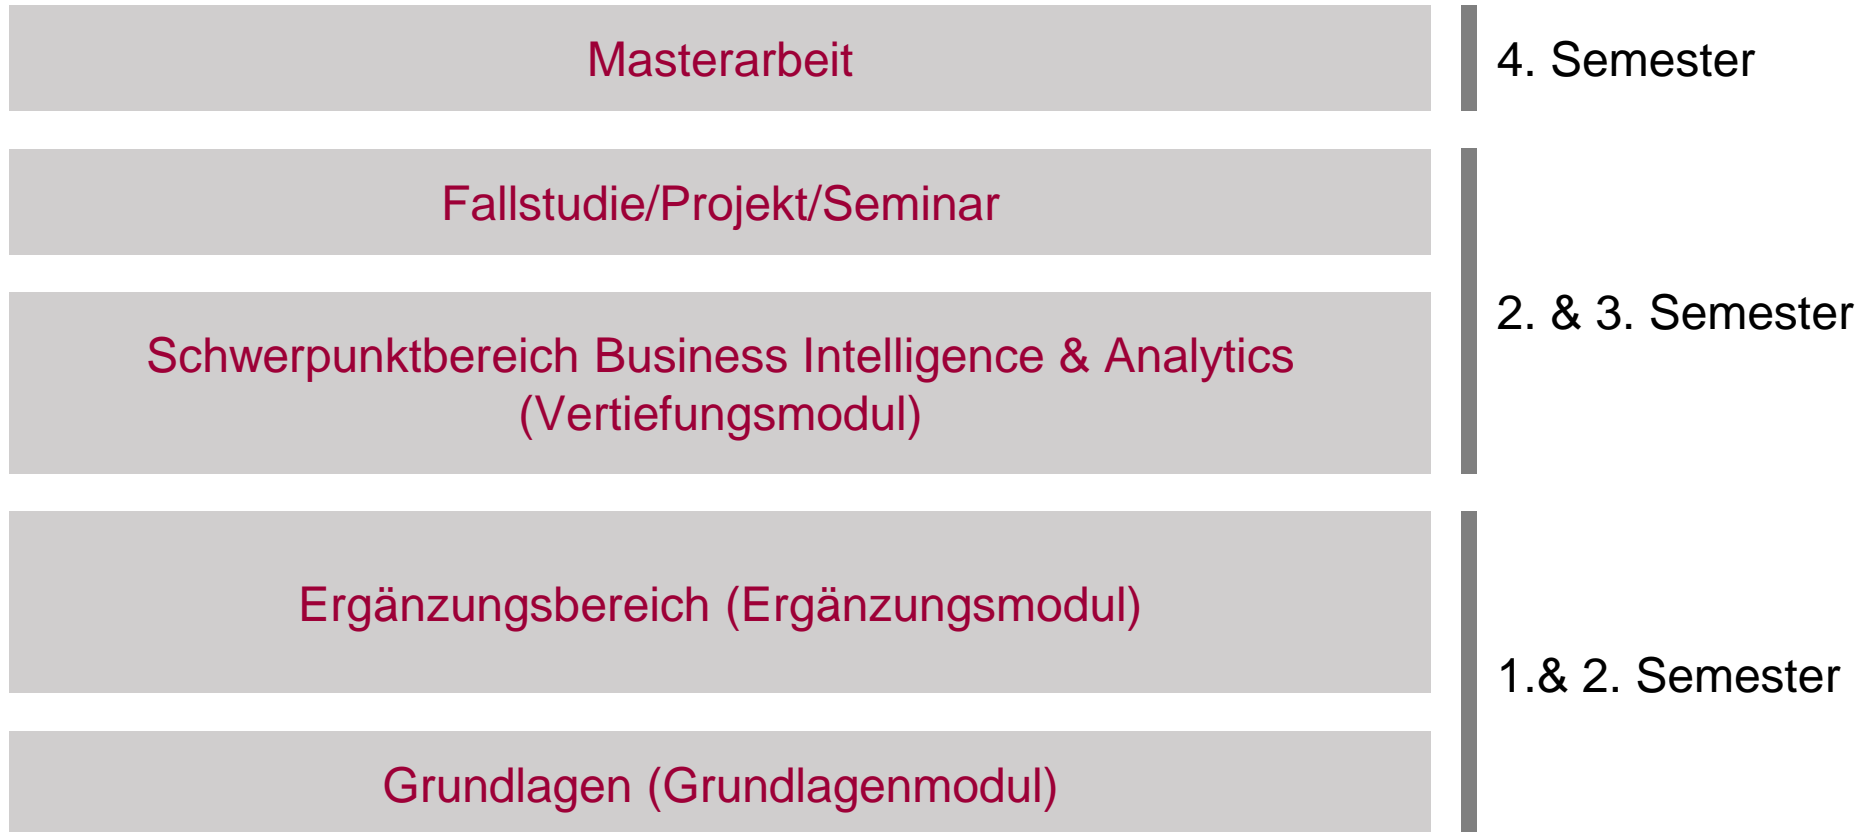 Masterarbeit
4. Semester
Fallstudie/Projekt/Seminar
2. & 3. Semester
Schwerpunktbereich Business Intelligence & Analytics
(Vertiefungsmodul)
Ergänzungsbereich (Ergänzungsmodul)
1.& 2. Semester
Grundlagen (Grundlagenmodul)